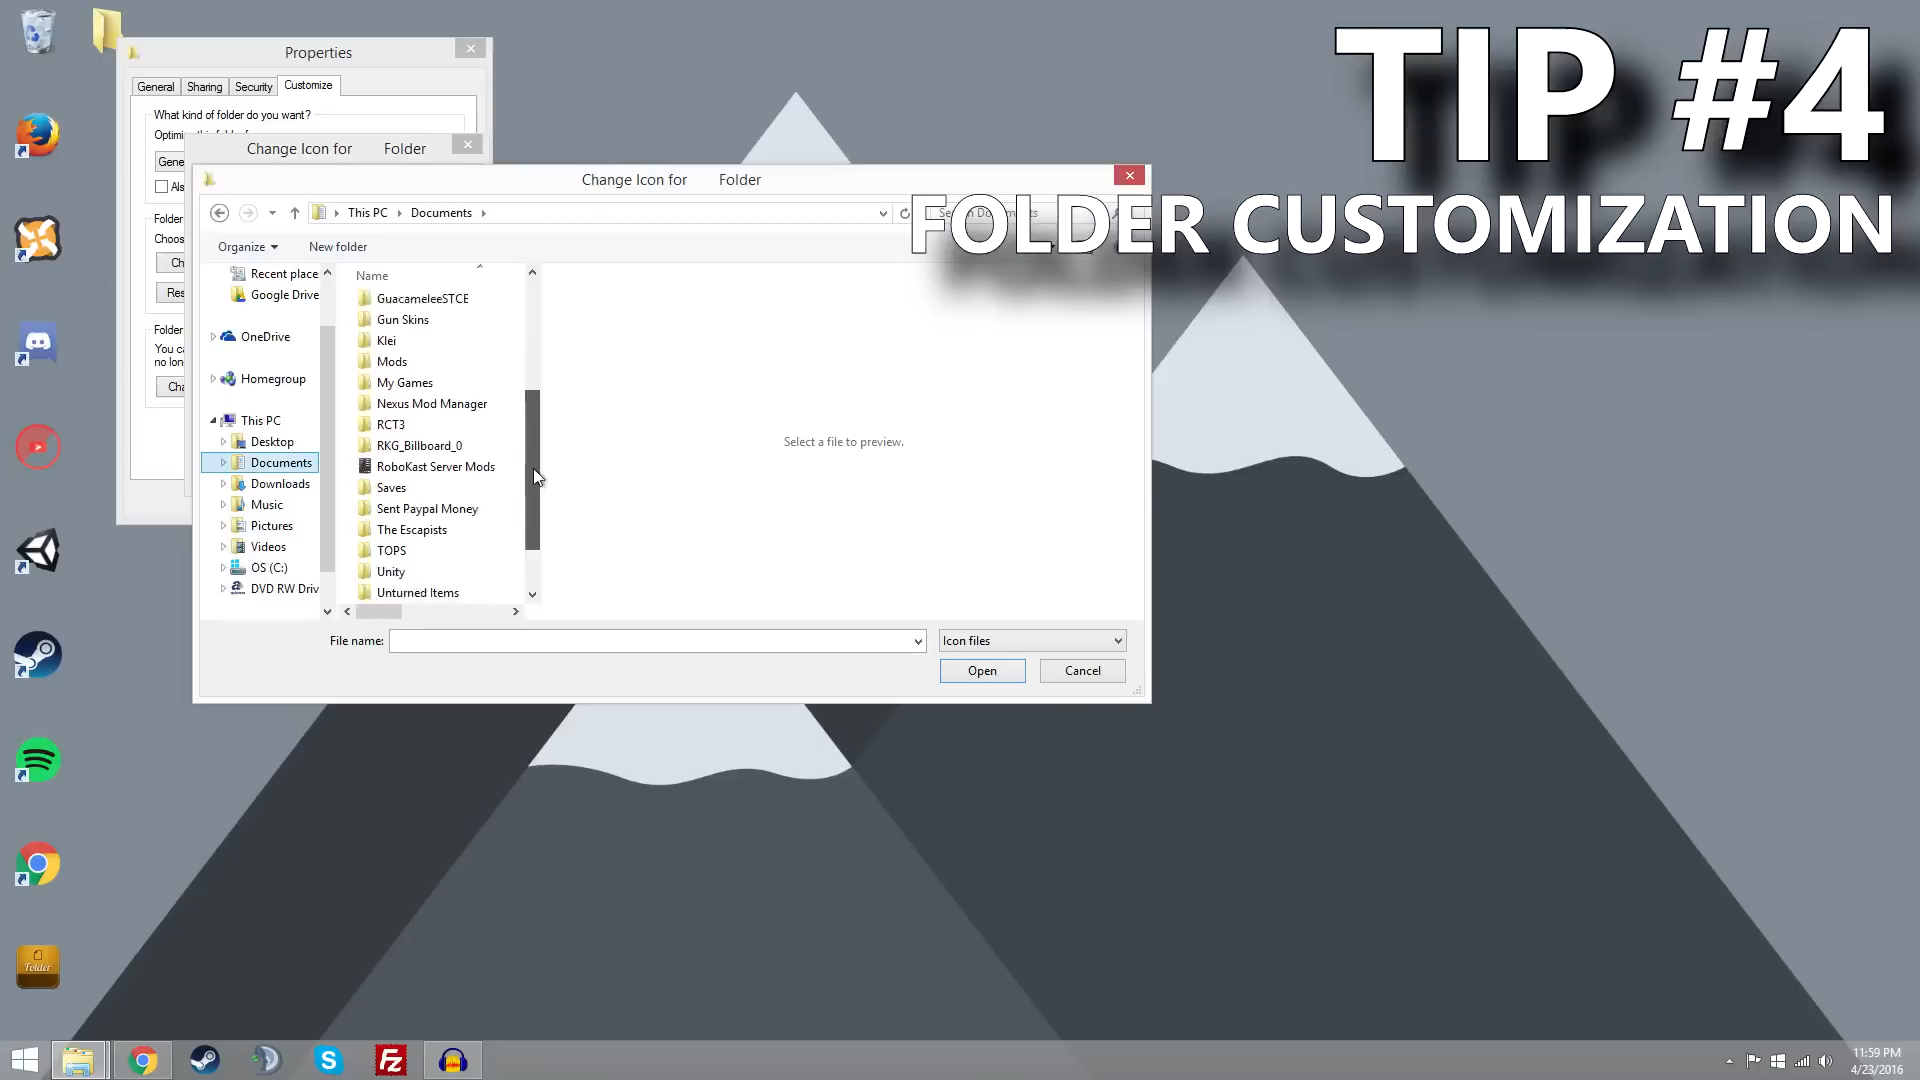 TIP #4
FOLDER CUSTOMIZATION
Properties
General
Sharing
Security
Customize
What kind of folder do you want?
Gene
Als
Folder
Choos
Ch
Res
Folder
You ca
no lon
Cha
Change Icon for Folder
Change Icon for Folder
This PC
Documents
Organize
New folder
Recent place
Google Drive
OneDrive
Homegroup
This PC
Desktop
Documents
Downloads
Music
Pictures
Videos
OS (C:)
DVD RW Driv
Name
GuacameleeSTCE
Gun Skins
Klei
Mods
My Games
Nexus Mod Manager
RCT3
RKG_Billboard_0
RoboKast Server Mods
Saves
Sent Paypal Money
The Escapists
TOPS
Unity
Unturned Items
Select a file to preview.
File name:
Icon files
Open
Cancel
Folder
11:59 PM
4/23/2016